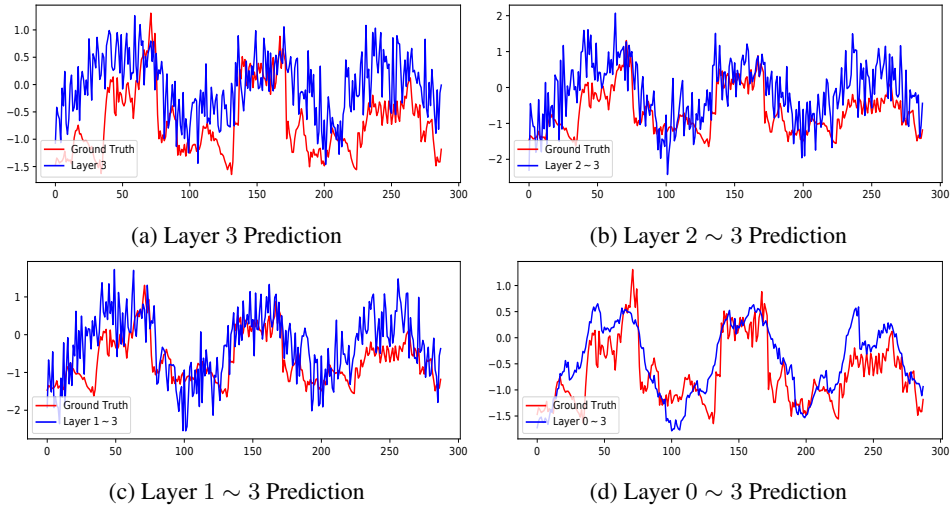 1.0
0.5
0.0
−0.5
−1.0
−1.5
Ground Truth
Layer 3
0 50 100 150 200 250 300
(a) Layer 3 Prediction
2
1
0
−1
−2
Ground Truth
Layer 2 ~ 3
0 50 100 150 200 250 300
(b) Layer 2 ∼ 3 Prediction
1
0
−1
−2
Ground Truth
Layer 1 ~ 3
0 50 100 150 200 250 300
(c) Layer 1 ∼ 3 Prediction
1.0
0.5
0.0
−0.5
−1.0
−1.5
Ground Truth
Layer 0 ~ 3
0 50 100 150 200 250 300
(d) Layer 0 ∼ 3 Prediction